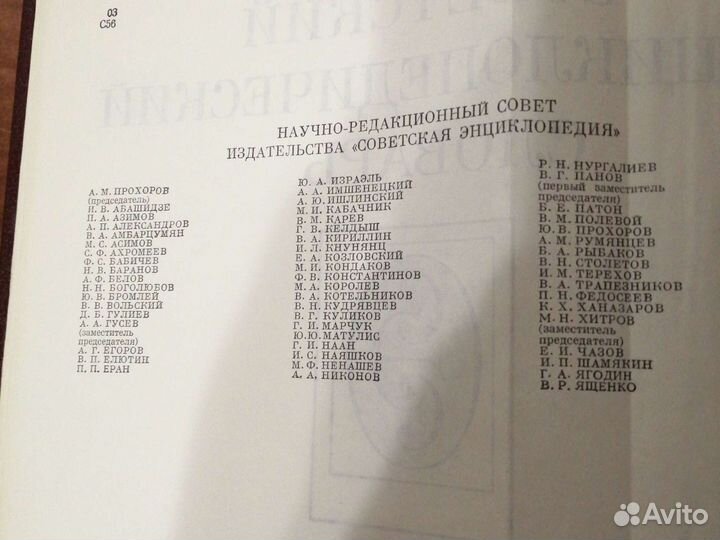 03
С56
НАУЧНО-РЕДАКЦИОННЫЙ СОВЕТ
ИЗДАТЕЛЬСТВА «СОВЕТСКАЯ ЭНЦИКЛОПЕДИЯ»
А. М. ПРОХОРОВ
(председатель)
И. В. АБАШИДЗЕ
П. А. АЗИМОВ
А. П. АЛЕКСАНДРОВ
В. А. АМБАРЦУМЯН
М. С. АСИМОВ
С. Ф. АХРОМЕЕВ
Ф. С. БАБИЧЕВ
Н. В. БАРАНОВ
А. Ф. БЕЛОВ
Н. Н. БОГОЛЮБОВ
Ю. В. БРОМЛЕЙ
В. В. ВОЛЬСКИЙ
Д. Б. ГУЛИЕВ
А. А. ГУСЕВ
(заместитель
председателя)
А. Г. ЕГОРОВ
В. П. ЕЛЮТИН
П. П. ЕРАН
Ю. А. ИЗРАЭЛЬ
А. А. ИМШЕНЕЦКИЙ
А. Ю. ИШЛИНСКИЙ
М. И. КАБАЧНИК
В. М. КАРЕВ
Г. В. КЕЛДЫШ
В. А. КИРИЛЛИН
И. Л. КНУНЯНЦ
Е. А. КОЗЛОВСКИЙ
М. И. КОНДАКОВ
Ф. В. КОНСТАНТИНОВ
М. А. КОРОЛЕВ
В. А. КОТЕЛЬНИКОВ
В. Н. КУДРЯВЦЕВ
В. Г. КУЛИКОВ
Г. И. МАРЧУК
Ю. Ю. МАТУЛИС
Г. И. НААН
И. С. НАЯШКОВ
М. Ф. НЕНАШЕВ
А. А. НИКОНОВ
Р. Н. НУРГАЛИЕВ
В. Г. ПАНОВ
(первый заместитель
председателя)
Б. Е. ПАТОН
В. М. ПОЛЕВОЙ
Ю. В. ПРОХОРОВ
А. М. РУМЯНЦЕВ
Б. А. РЫБАКОВ
В. Н. СТОЛЕТОВ
И. М. ТЕРЕХОВ
В. А. ТРАПЕЗНИКОВ
П. Н. ФЕДОСЕЕВ
К. Х. ХАНАЗАРОВ
М. Н. ХИТРОВ
(заместитель
председателя)
Е. И. ЧАЗОВ
И. П. ШАМЯКИН
Г. А. ЯГОДИН
В. Р. ЯЩЕНКО
Avito